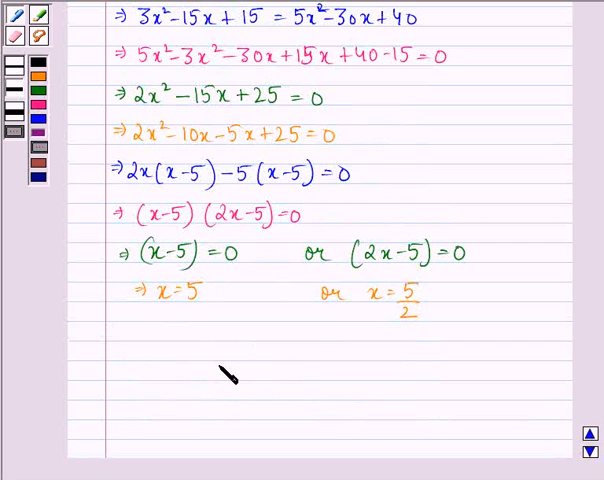 ⇒ 3x²-15x+15 = 5x²-30x+40
⇒ 5x²-3x²-30x+15x+40-15=0
⇒ 2x²-15x+25=0
⇒ 2x²-10x-5x+25=0
⇒ 2x(x-5)-5(x-5)=0
⇒ (x-5)(2x-5)=0
⇒ (x-5)=0 or (2x-5)=0
⇒ x=5 or x=5/2